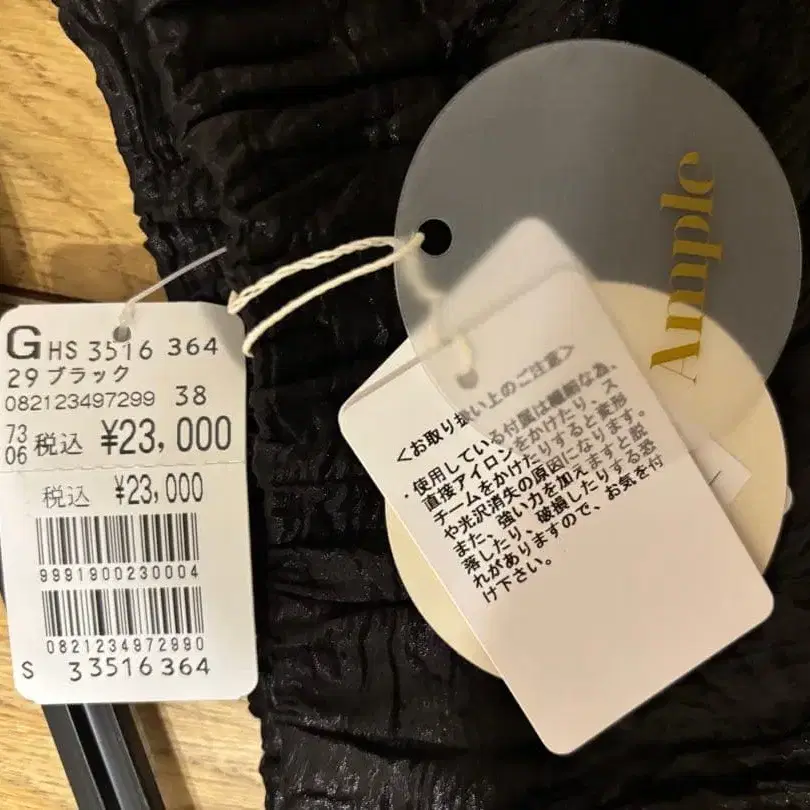 G HS 3516 364
29 ブラック
082123497299 38
7306 税込 ¥23,000
税込 ¥23,000
9991900230004
0821234972990
S 33516364
Ample
＜お取り扱い上のご注意＞
・使用している付属は繊細な為、
直接アイロンをかけたり、ス
チームをかけたりすると変形
や光沢消失の原因になります。
また、強い力を加えますと脱
落したり、破損したりする恐
れがありますので、お気を付
け下さい。